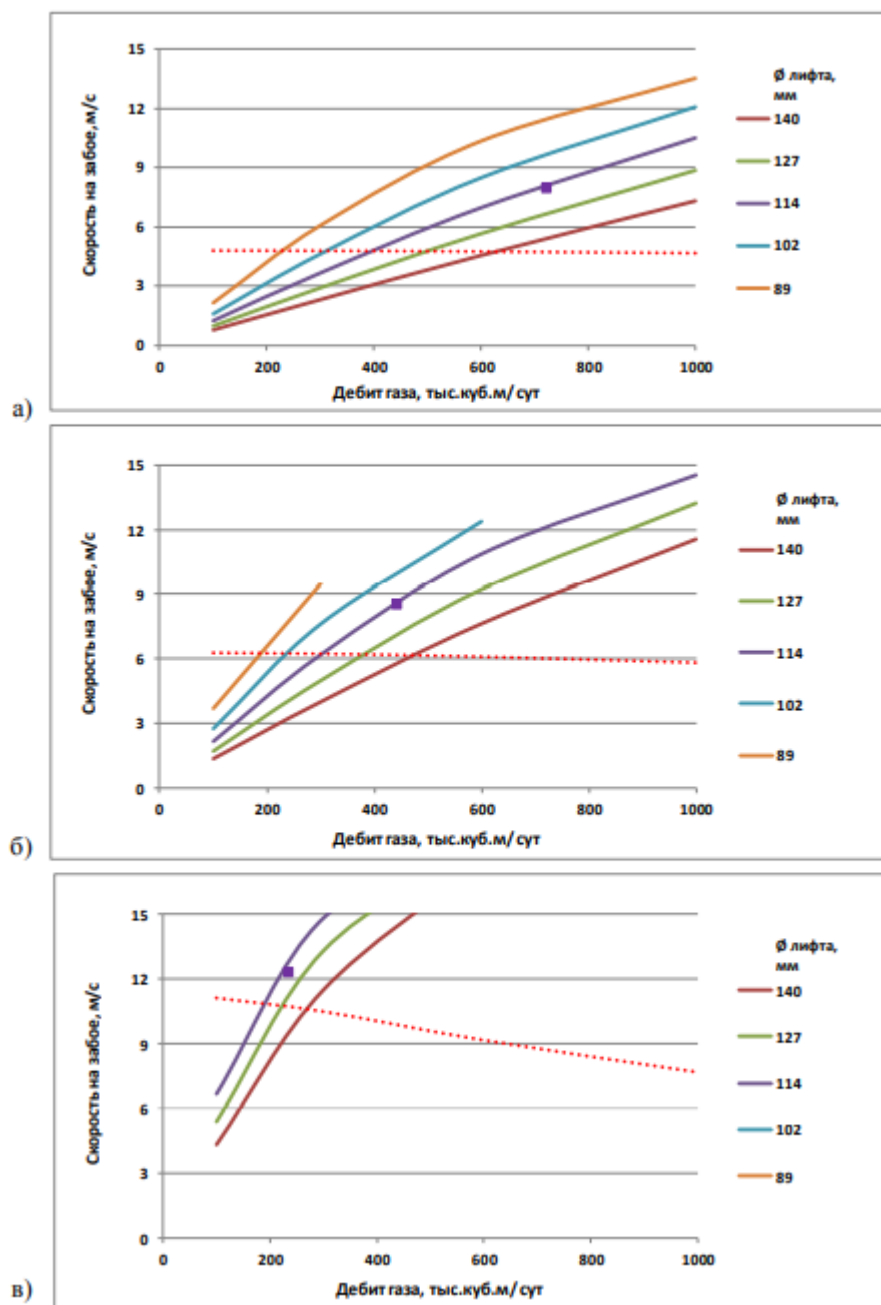 Скорость на забое,м/с
15
12
9
6
3
0
0 200 400 600 800 1000
Дебит газа, тыс.куб.м/сут
Ø лифта,
мм
140
127
114
102
89
а)
Скорость на забое, м/с
15
12
9
6
3
0
0 200 400 600 800 1000
Дебит газа, тыс.куб.м/сут
Ø лифта,
мм
140
127
114
102
89
б)
Скорость на забое, м/с
15
12
9
6
3
0
0 200 400 600 800 1000
Дебит газа, тыс.куб.м/сут
Ø лифта,
мм
140
127
114
102
89
в)